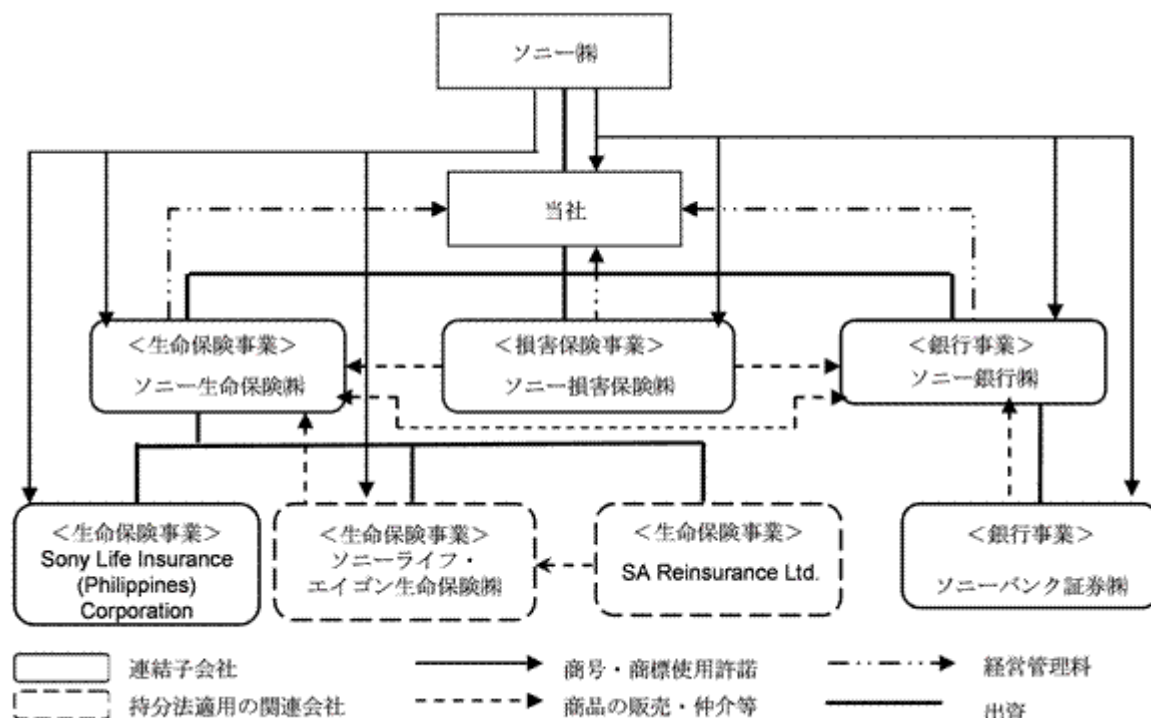 ソニー㈱
当社
＜生命保険事業＞
ソニー生命保険㈱
＜損害保険事業＞
ソニー損害保険㈱
＜銀行事業＞
ソニー銀行㈱
＜生命保険事業＞
Sony Life Insurance
(Philippines)
Corporation
＜生命保険事業＞
ソニーライフ・
エイゴン生命保険㈱
＜生命保険事業＞
SA Reinsurance Ltd.
＜銀行事業＞
ソニーバンク証券㈱
連結子会社
商号・商標使用許諾
経営管理料
持分法適用の関連会社
商品の販売・仲介等
出資